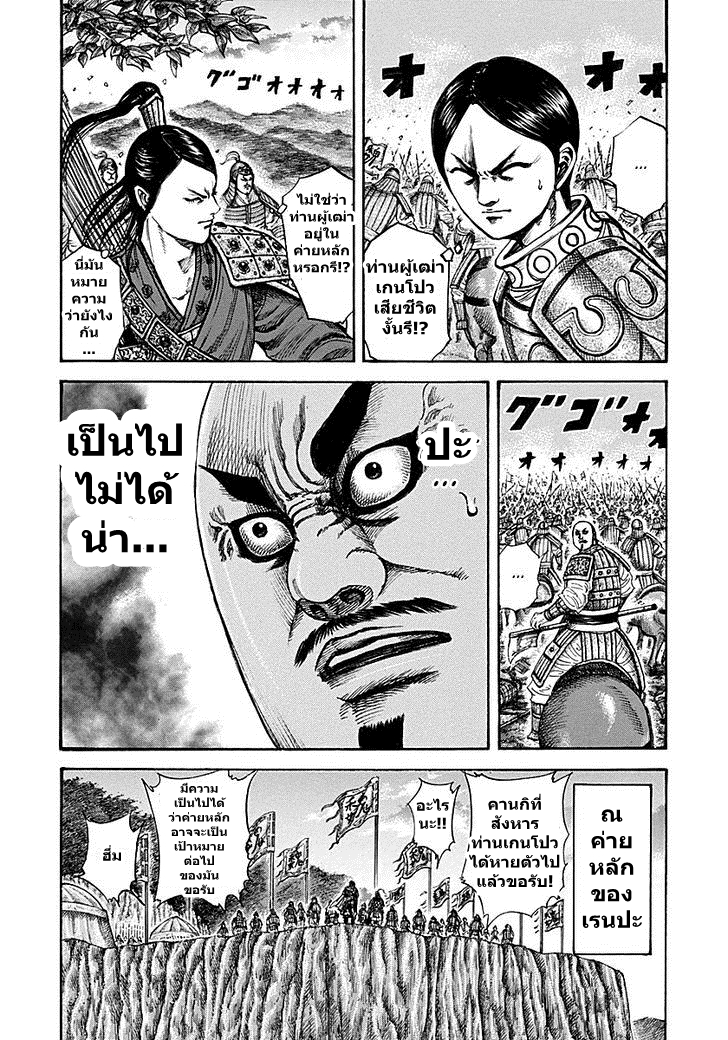 オオ
...
ท่านผู้เฒ่า
เกนโปว
เสียชีวิต
งั้นรึ!?
グゴオオオオ
ไม่ใช่ว่า
ท่านผู้เฒ่า
อยู่ใน
ค่ายหลัก
หรอกรึ!?
นี่มัน
หมาย
ความ
ว่ายังไง
กัน
...
グゴオオオオ
...
ปะ
...
เป็นไป
ไม่ได้
น่า...
ณ
ค่าย
หลัก
ของ
เรนปะ
คานกิที่
สังหาร
ท่านเกนโปว
ได้หายตัวไป
แล้วขอรับ!
อะไร
นะ!!
มีความ
เป็นไปได้
ว่าค่ายหลัก
อาจจะเป็น
เป้าหมาย
ต่อไป
ของมัน
ขอรับ
ฮึ่ม